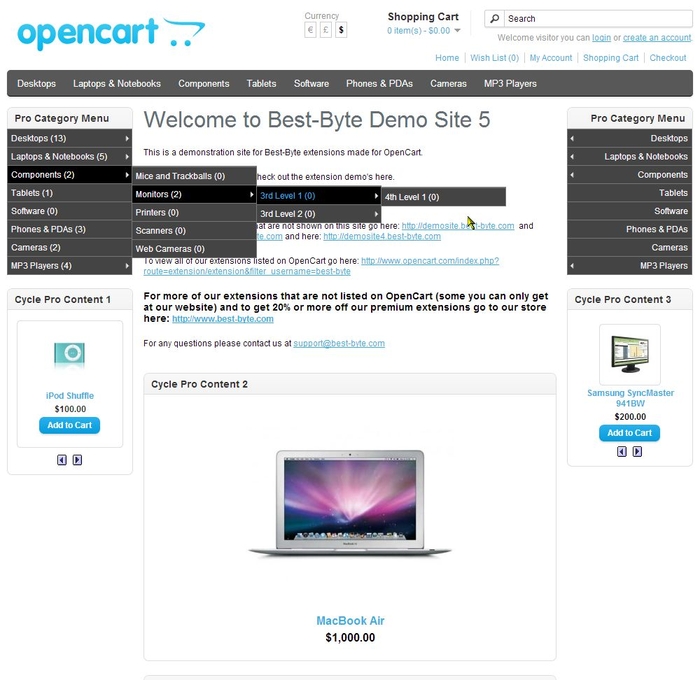 opencart
Currency
€ £ $
Shopping Cart
0 item(s) - $0.00
Search
Welcome visitor you can login or create an account.
Home Wish List (0) My Account Shopping Cart Checkout
Desktops Laptops & Notebooks Components Tablets Software Phones & PDAs Cameras MP3 Players
Pro Category Menu
Desktops (13)
Laptops & Notebooks (5)
Components (2)
Tablets (1)
Software (0)
Phones & PDAs (3)
Cameras (2)
MP3 Players (4)
Mice and Trackballs (0)
Monitors (2)
Printers (0)
Scanners (0)
Web Cameras (0)
3rd Level 1 (0)
3rd Level 2 (0)
4th Level 1 (0)
Welcome to Best-Byte Demo Site 5
This is a demonstration site for Best-Byte extensions made for OpenCart.
heck out the extension demo's here.
hat are not shown on this site go here: http://demosite.best-byte.com and
te.com and here: http://demosite4.best-byte.com
To view all of our extensions listed on OpenCart go here: http://www.opencart.com/index.php?
route=extension/extension&filter_username=best-byte
For more of our extensions that are not listed on OpenCart (some you can only get
at our website) and to get 20% or more off our premium extensions go to our store
here: http://www.best-byte.com
For any questions please contact us at support@best-byte.com
Pro Category Menu
Desktops
Laptops & Notebooks
Components
Tablets
Software
Phones & PDAs
Cameras
MP3 Players
Cycle Pro Content 1
iPod Shuffle
$100.00
Add to Cart
Cycle Pro Content 2
MacBook Air
$1,000.00
Cycle Pro Content 3
Samsung SyncMaster
941BW
$200.00
Add to Cart